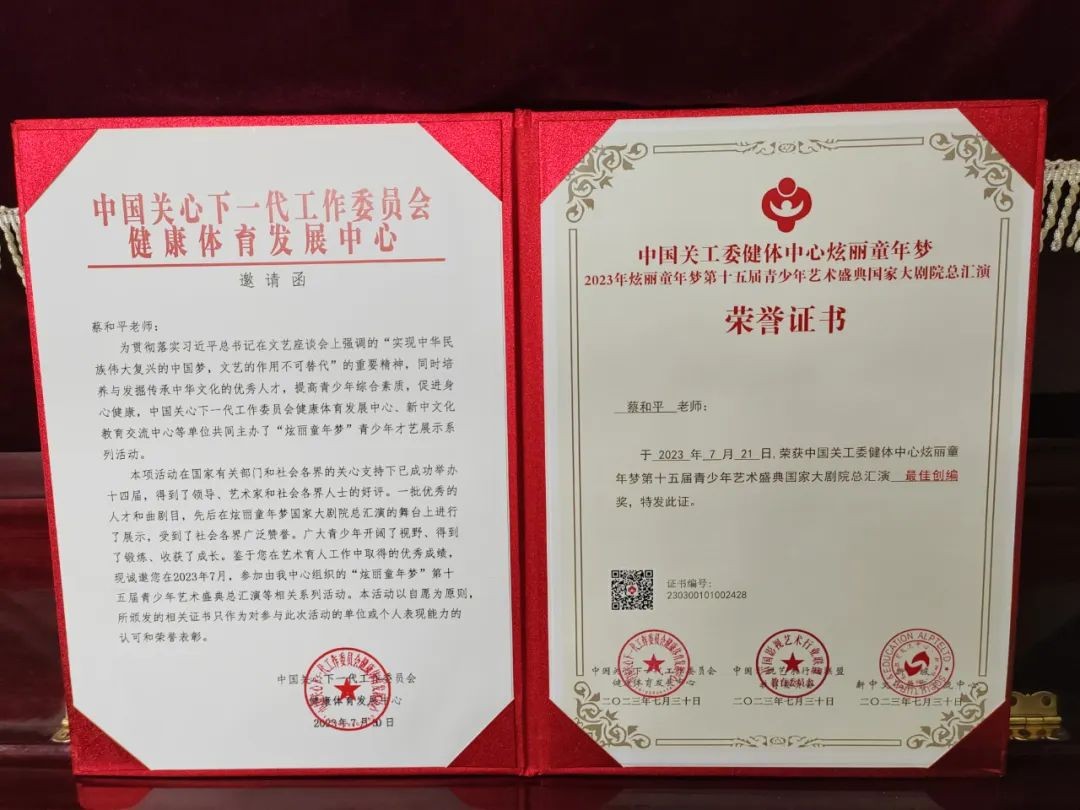 中国关心下一代工作委员会
健康体育发展中心
邀请函
蔡和平老师:
为贯彻落实习近平总书记在文艺座谈会上强调的“实现中华民
族伟大复兴的中国梦,文艺的作用不可替代”的重要精神,同时培
养与发掘传承中华文化的优秀人才,提高青少年综合素质,促进身
心健康,中国关心下一代工作委员会健康体育发展中心、新中文化
教育交流中心等单位共同主办了“炫丽童年梦”青少年才艺展示系
列活动。
本项活动在国家有关部门和社会各界的关心支持下已成功举办
十四届,得到了领导、艺术家和社会各界人士的好评。一批优秀的
人才和曲剧目,先后在炫丽童年梦国家大剧院总汇演的舞台上进行
了展示,受到了社会各界广泛赞誉。广大青少年开阔了视野、得到
了锻炼、收获了成长。鉴于您在艺术育人工作中取得的优秀成绩,
现诚邀您在2023年7月,参加由我中心组织的“炫丽童年梦”第十
五届青少年艺术盛典总汇演等相关系列活动。本活动以自愿为原则,
所颁发的相关证书只作为对参与此次活动的单位或个人表现能力的
认可和荣誉表彰。
中国关心下一代工作委员会
健康体育发展中心
2023年7月 日
中国关工委健体中心炫丽童年梦
2023年炫丽童年梦第十五届青少年艺术盛典国家大剧院总汇演
荣誉证书
蔡和平 老师:
于 2023 年 7 月 21 日,荣获中国关工委健体中心炫丽童
年梦第十五届青少年艺术盛典国家大剧院总汇演 最佳创编
奖,特发此证。
证书编号:
230300101002428
中国关心下一代工作委员会
健康体育发展中心
二〇二三年七月三十日
二〇二三年七月三十日
二〇二三年七月三十日